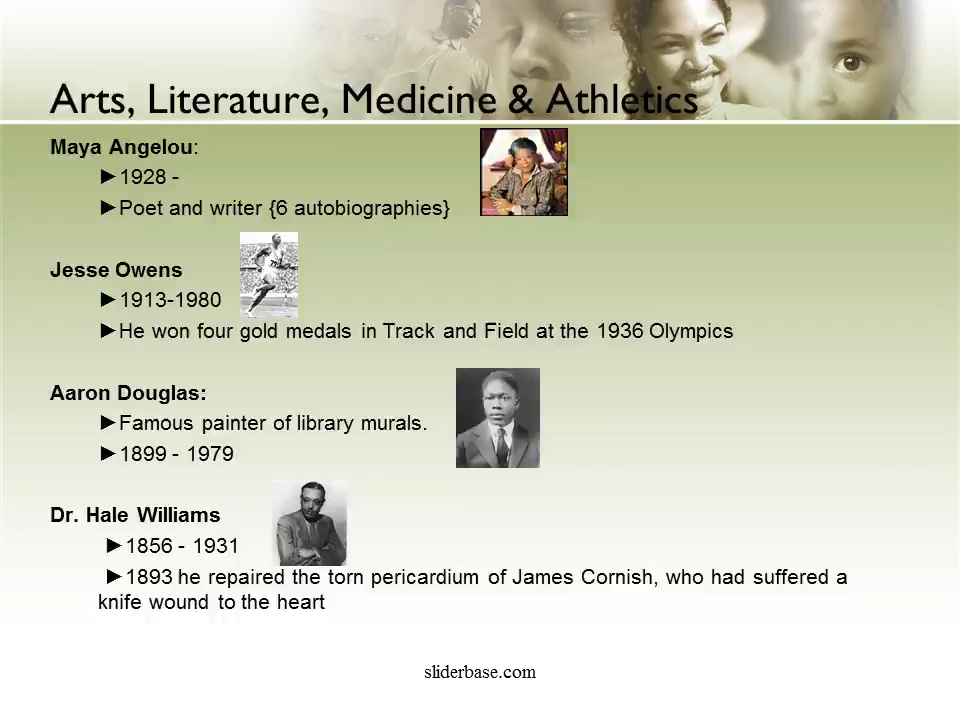 Arts, Literature, Medicine & Athletics
Maya Angelou:
►1928 -
►Poet and writer {6 autobiographies}
Jesse Owens
►1913-1980
►He won four gold medals in Track and Field at the 1936 Olympics
Aaron Douglas:
►Famous painter of library murals.
►1899 - 1979
Dr. Hale Williams
►1856 - 1931
►1893 he repaired the torn pericardium of James Cornish, who had suffered a
knife wound to the heart
sliderbase.com